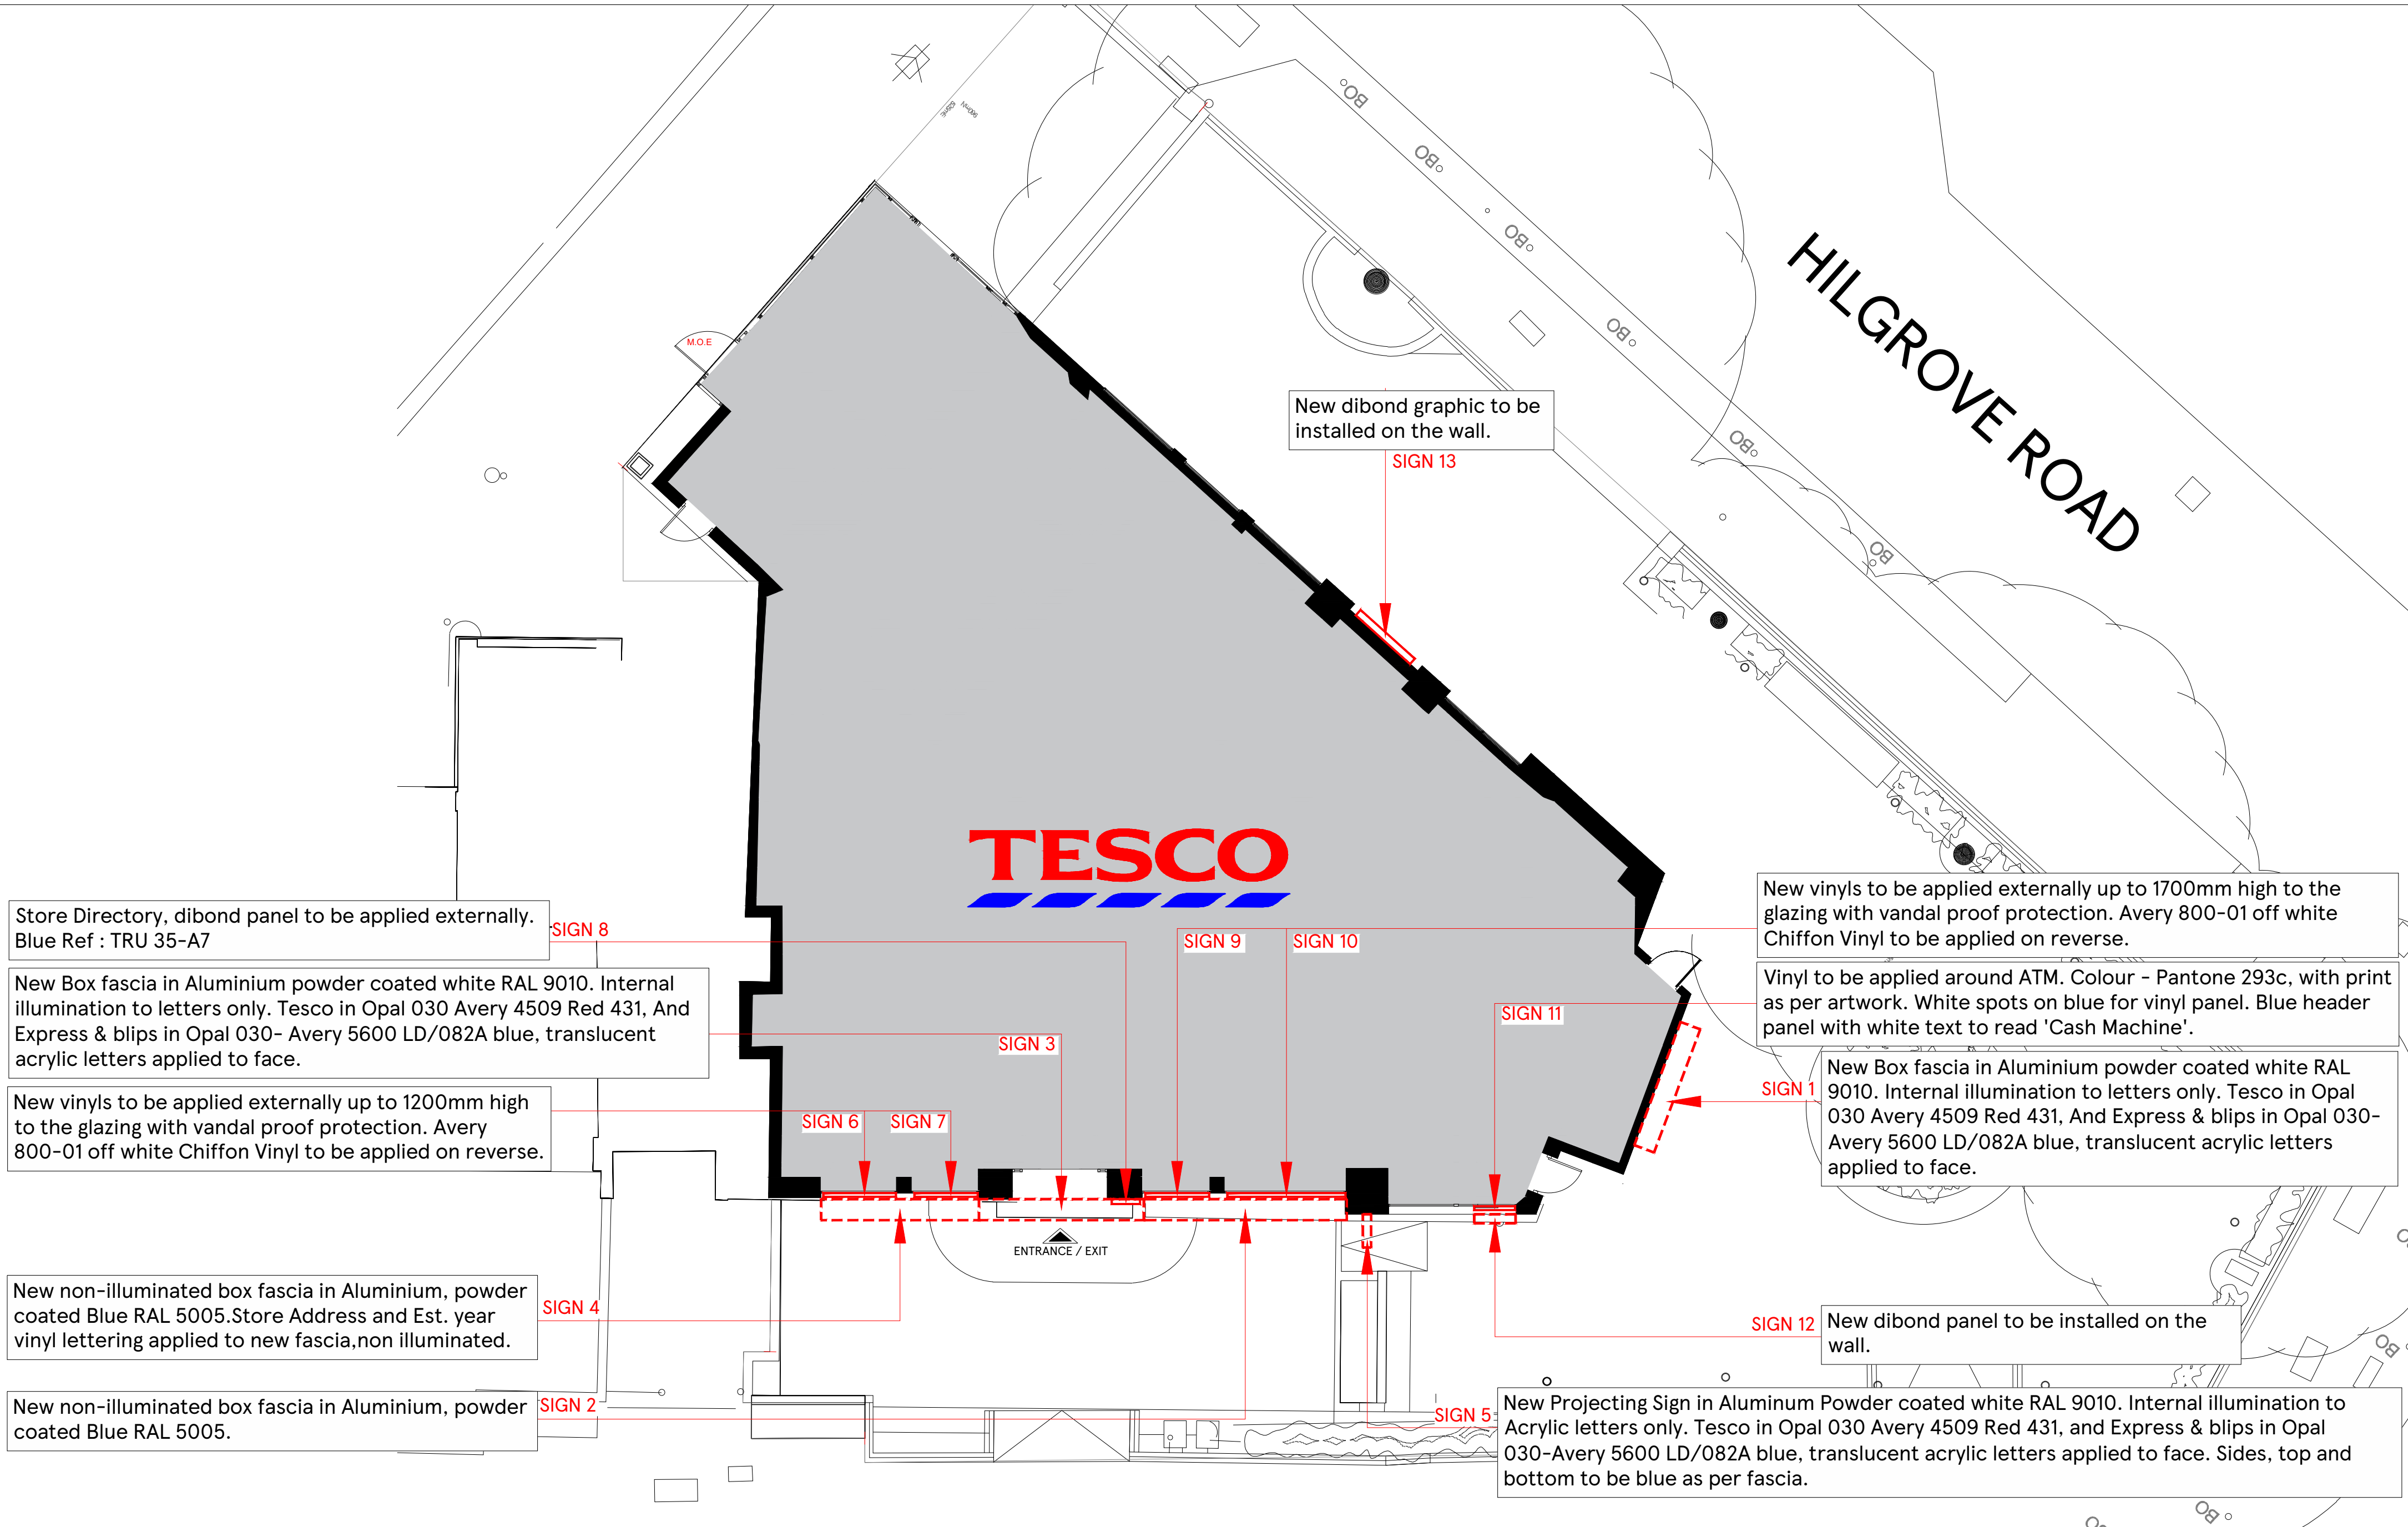 BO
BO
BO
BO
BO
BO
HILGROVE ROAD
M.O.E
New dibond graphic to be
installed on the wall.
SIGN 13
TESCO
Store Directory, dibond panel to be applied externally.
Blue Ref : TRU 35-A7
SIGN 8
New Box fascia in Aluminium powder coated white RAL 9010. Internal
illumination to letters only. Tesco in Opal 030 Avery 4509 Red 431, And
Express & blips in Opal 030- Avery 5600 LD/082A blue, translucent
acrylic letters applied to face.
SIGN 3
New vinyls to be applied externally up to 1200mm high
to the glazing with vandal proof protection. Avery
800-01 off white Chiffon Vinyl to be applied on reverse.
SIGN 6
SIGN 7
SIGN 9
SIGN 10
New vinyls to be applied externally up to 1700mm high to the
glazing with vandal proof protection. Avery 800-01 off white
Chiffon Vinyl to be applied on reverse.
SIGN 11
Vinyl to be applied around ATM. Colour - Pantone 293c, with print
as per artwork. White spots on blue for vinyl panel. Blue header
panel with white text to read 'Cash Machine'.
SIGN 1
New Box fascia in Aluminium powder coated white RAL
9010. Internal illumination to letters only. Tesco in Opal
030 Avery 4509 Red 431, And Express & blips in Opal 030-
Avery 5600 LD/082A blue, translucent acrylic letters
applied to face.
ENTRANCE / EXIT
New non-illuminated box fascia in Aluminium, powder
coated Blue RAL 5005.Store Address and Est. year
vinyl lettering applied to new fascia,non illuminated.
SIGN 4
SIGN 12
New dibond panel to be installed on the
wall.
BO
New non-illuminated box fascia in Aluminium, powder
coated Blue RAL 5005.
SIGN 2
SIGN 5
New Projecting Sign in Aluminum Powder coated white RAL 9010. Internal illumination to
Acrylic letters only. Tesco in Opal 030 Avery 4509 Red 431, and Express & blips in Opal
030-Avery 5600 LD/082A blue, translucent acrylic letters applied to face. Sides, top and
bottom to be blue as per fascia.
BO